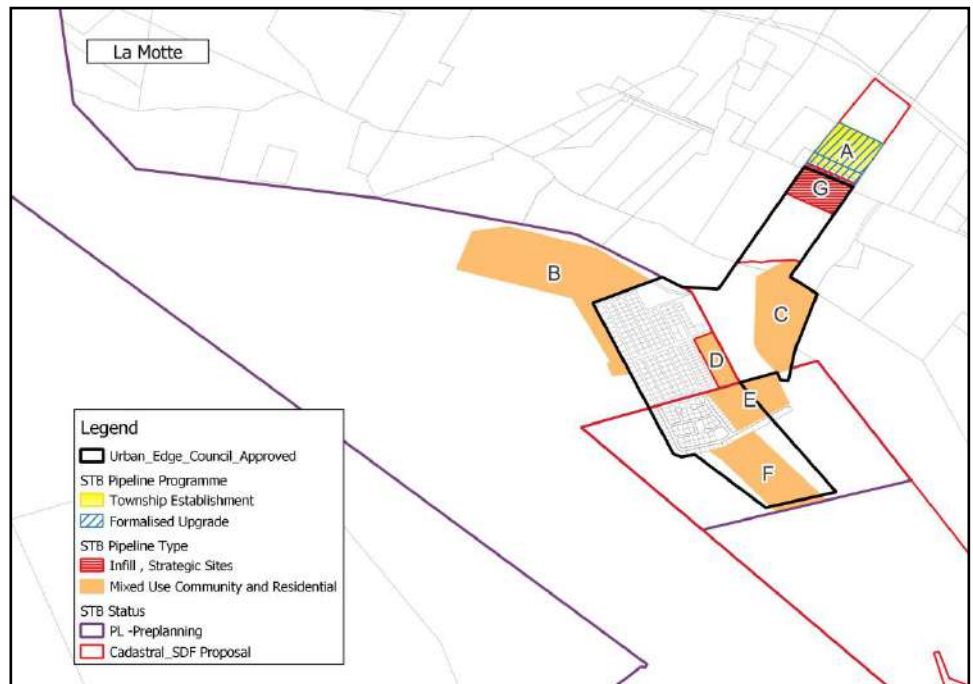 La Motte
A
G
B
C
D
E
F
Legend
Urban_Edge_Council_Approved
STB Pipeline Programme
Township Establishment
Formalised Upgrade
STB Pipeline Type
Infill , Strategic Sites
Mixed Use Community and Residential
STB Status
PL -Preplanning
Cadastral_SDF Proposal